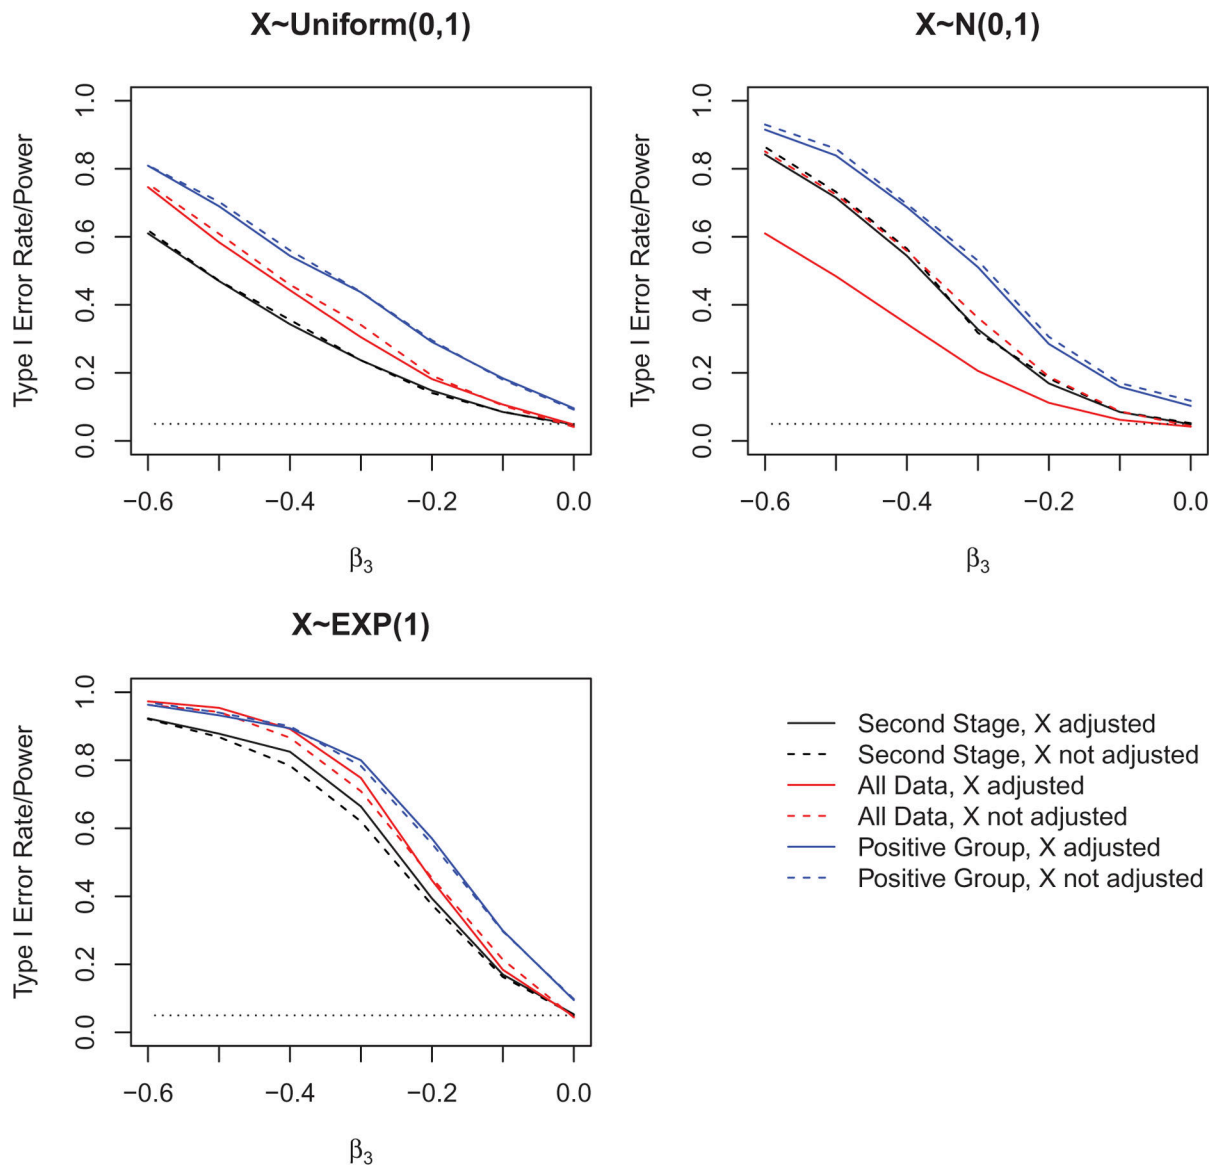 X~Uniform(0,1)
Type I Error Rate/Power
1.0
0.8
0.6
0.4
0.2
0.0
−0.6 −0.4 −0.2 0.0
β3
X~N(0,1)
Type I Error Rate/Power
1.0
0.8
0.6
0.4
0.2
0.0
−0.6 −0.4 −0.2 0.0
β3
X~EXP(1)
Type I Error Rate/Power
1.0
0.8
0.6
0.4
0.2
0.0
−0.6 −0.4 −0.2 0.0
β3
Second Stage, X adjusted
Second Stage, X not adjusted
All Data, X adjusted
All Data, X not adjusted
Positive Group, X adjusted
Positive Group, X not adjusted